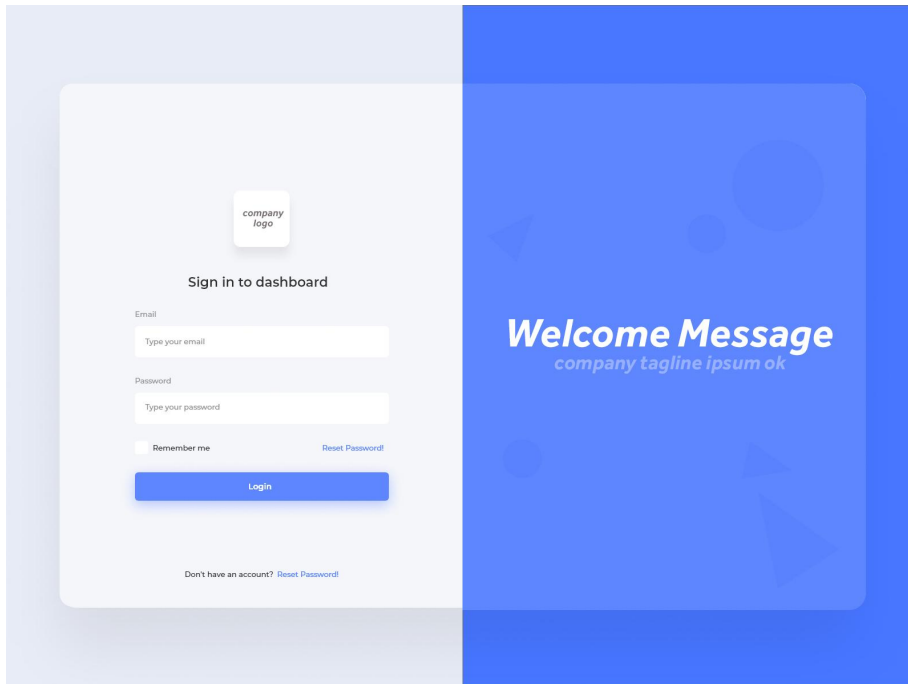 company
logo
Sign in to dashboard
Email
Type your email
Password
Type your password
Remember me
Reset Password!
Login
Don't have an account? Reset Password!
Welcome Message
company tagline ipsum ok